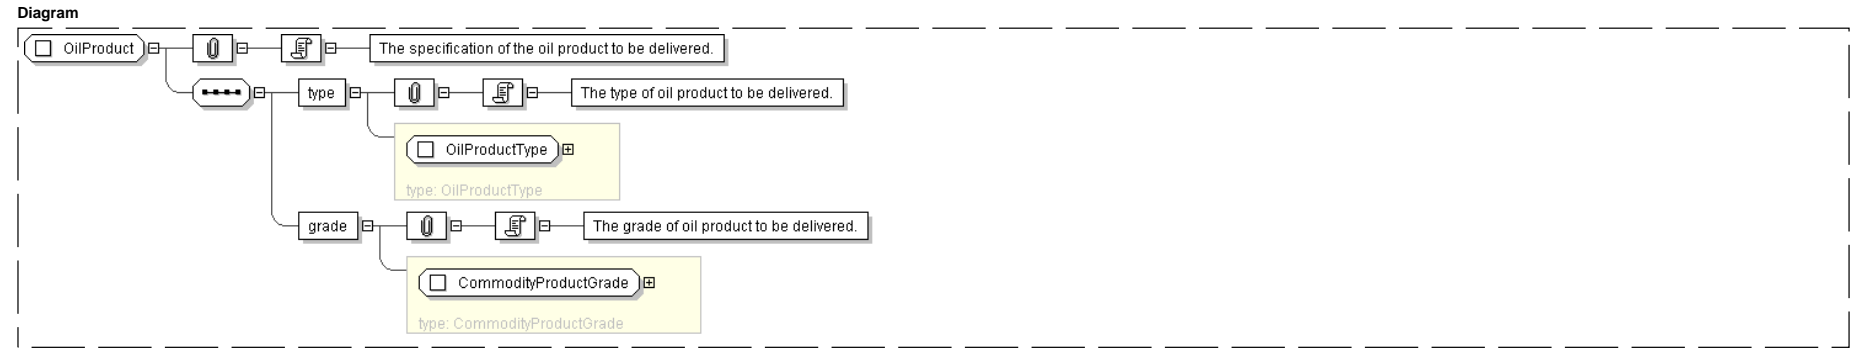 Diagram
OilProduct The specification of the oil product to be delivered.
type The type of oil product to be delivered.
OilProductType
type: OilProductType
grade The grade of oil product to be delivered.
CommodityProductGrade
type: CommodityProductGrade